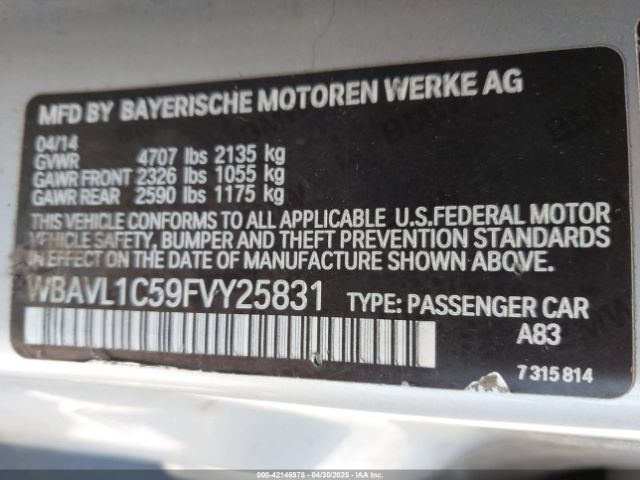 MFD BY BAYERISCHE MOTOREN WERKE AG
04/14
GVWR 4707 lbs 2135 kg
GAWR FRONT 2326 lbs 1055 kg
GAWR REAR 2590 lbs 1175 kg
THIS VEHICLE CONFORMS TO ALL APPLICABLE U.S.FEDERAL MOTOR
VEHICLE SAFETY, BUMPER AND THEFT PREVENTION STANDARDS
IN EFFECT ON THE DATE OF MANUFACTURE SHOWN ABOVE.
WBAVL1C59FVY25831 TYPE: PASSENGER CAR
A83
7 315 814
000-42148978 04/30/2025 COPYRIGHT IAA, LLC.